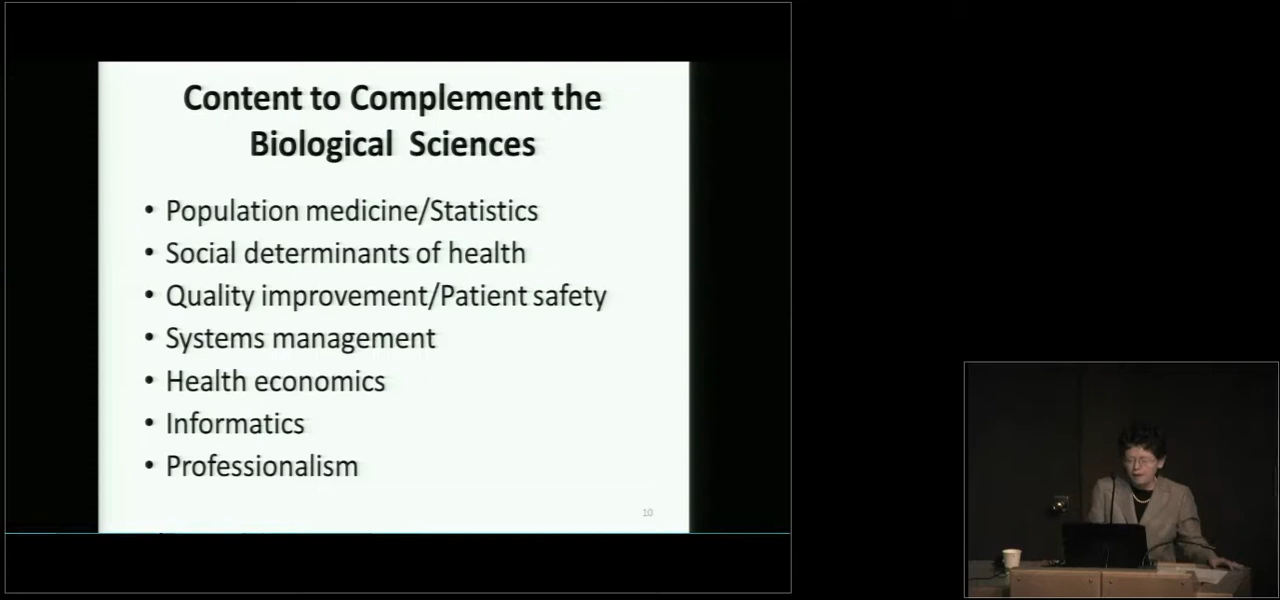 Content to Complement the
Biological Sciences
• Population medicine/Statistics
• Social determinants of health
• Quality improvement/Patient safety
• Systems management
• Health economics
• Informatics
• Professionalism
10